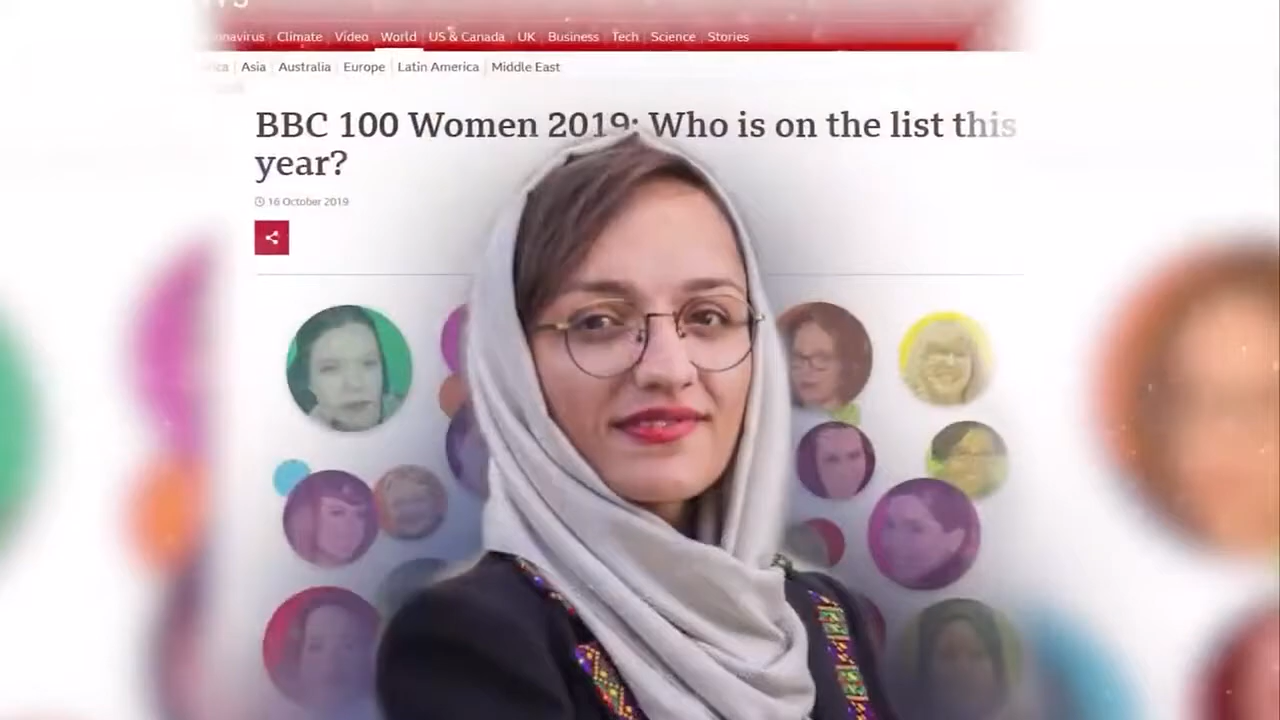 Climate Video World US & Canada UK Business Tech Science Stories
Asia Australia Europe Latin America Middle East
BBC 100 Women 2019: Who is on the list this
year?
16 October 2019